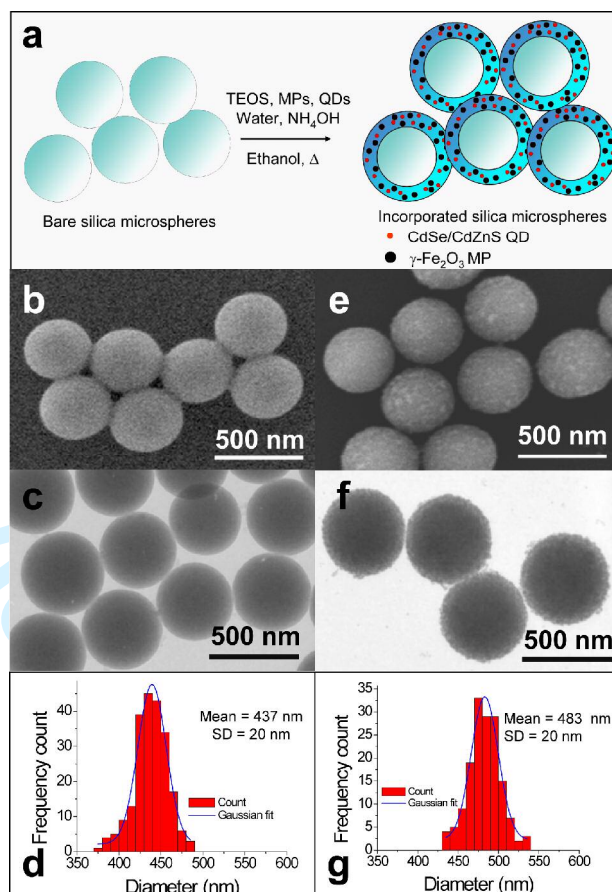 a
TEOS, MPs, QDs
Water, NH₄OH
Ethanol, Δ
Bare silica microspheres
Incorporated silica microspheres
CdSe/CdZnS QD
γ-Fe₂O₃ MP
b
500 nm
e
500 nm
c
500 nm
f
500 nm
Frequency count
40
30
20
10
0
Mean = 437 nm
SD = 20 nm
Count
Gaussian fit
350 400 450 500 550 600
Diameter (nm)
d
Frequency count
35
30
25
20
15
10
5
0
Mean = 483 nm
SD = 20 nm
Count
Gaussian fit
350 400 450 500 550 600
Diameter (nm)
g